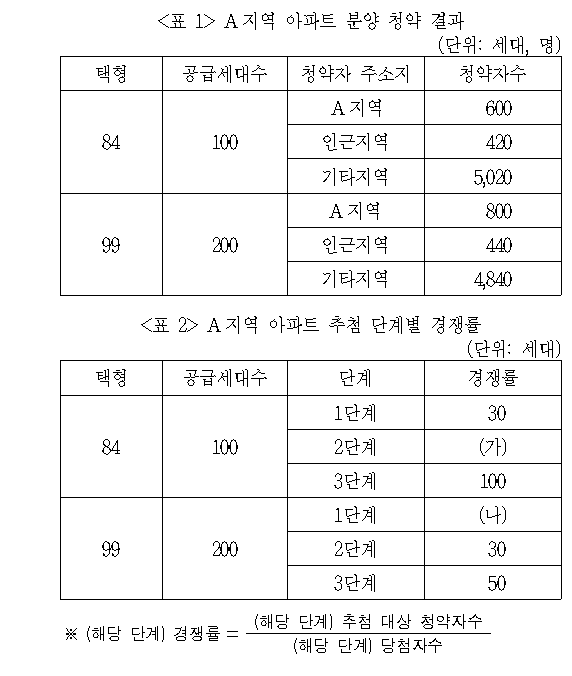 <표 1> A지역 아파트 분양 청약 결과
(단위: 세대, 명)
택형 공급세대수 청약자 주소지 청약자수
84 100 A지역 600
인근지역 420
기타지역 5,020
99 200 A지역 800
인근지역 440
기타지역 4,840
<표 2> A지역 아파트 추첨 단계별 경쟁률
(단위: 세대)
택형 공급세대수 단계 경쟁률
84 100 1단계 30
2단계 (가)
3단계 100
99 200 1단계 (나)
2단계 30
3단계 50
※ (해당 단계) 경쟁률 = (해당 단계) 추첨 대상 청약자수
(해당 단계) 당첨자수